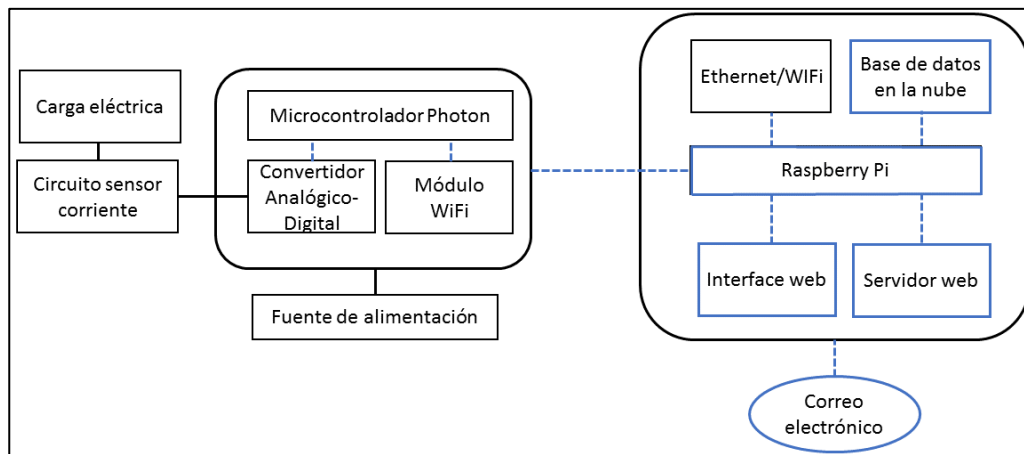 Carga eléctrica
Circuito sensor
corriente
Microcontrolador Photon
Convertidor
Analógico-
Digital
Módulo
WiFi
Fuente de alimentación
Ethernet/WIFi
Base de datos
en la nube
Raspberry Pi
Interface web
Servidor web
Correo
electrónico